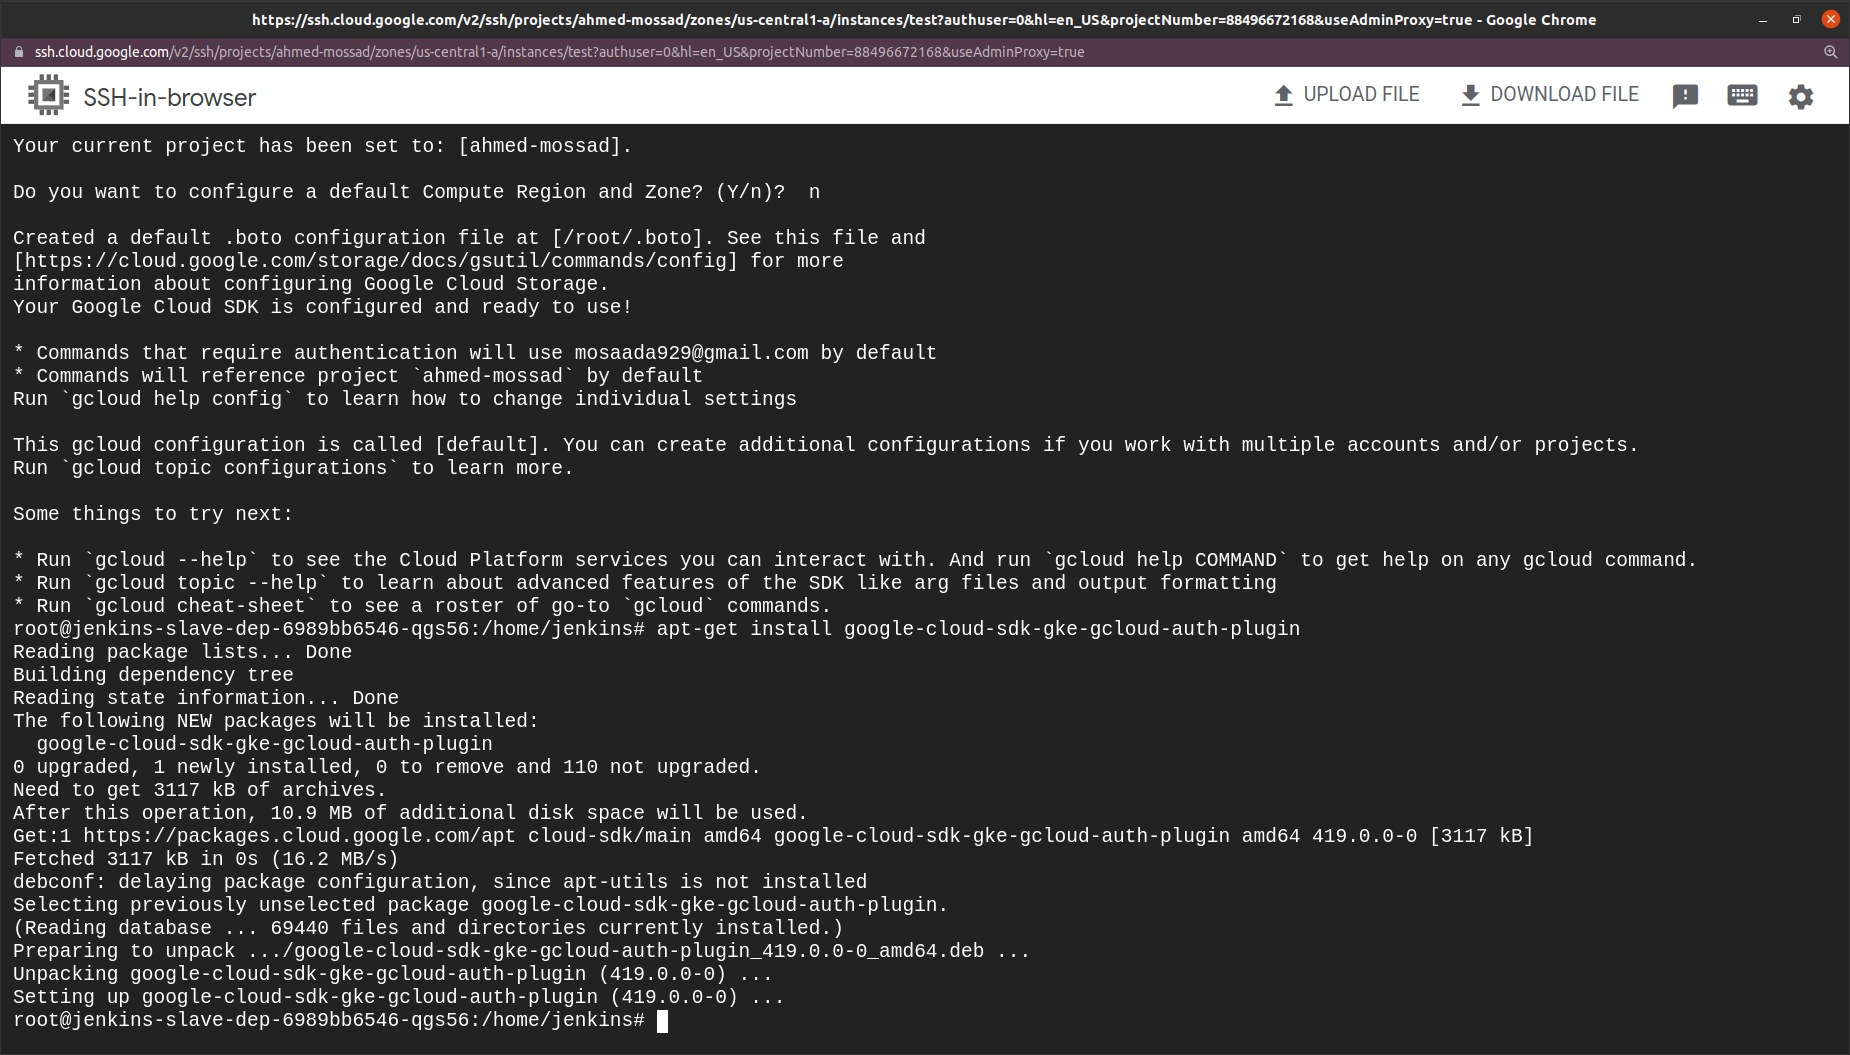 https://ssh.cloud.google.com/v2/ssh/projects/ahmed-mossad/zones/us-central1-a/instances/test?authuser=0&hl=en_US&projectNumber=88496672168&useAdminProxy=true - Google Chrome
ssh.cloud.google.com/v2/ssh/projects/ahmed-mossad/zones/us-central1-a/instances/test?authuser=0&hl=en_US&projectNumber=88496672168&useAdminProxy=true
SSH-in-browser UPLOAD FILE DOWNLOAD FILE
Your current project has been set to: [ahmed-mossad].
Do you want to configure a default Compute Region and Zone? (Y/n)?  n
Created a default .boto configuration file at [/root/.boto]. See this file and
[https://cloud.google.com/storage/docs/gsutil/commands/config] for more
information about configuring Google Cloud Storage.
Your Google Cloud SDK is configured and ready to use!
* Commands that require authentication will use mosaada929@gmail.com by default
* Commands will reference project `ahmed-mossad` by default
Run `gcloud help config` to learn how to change individual settings
This gcloud configuration is called [default]. You can create additional configurations if you work with multiple accounts and/or projects.
Run `gcloud topic configurations` to learn more.
Some things to try next:
* Run `gcloud --help` to see the Cloud Platform services you can interact with. And run `gcloud help COMMAND` to get help on any gcloud command.
* Run `gcloud topic --help` to learn about advanced features of the SDK like arg files and output formatting
* Run `gcloud cheat-sheet` to see a roster of go-to `gcloud` commands.
root@jenkins-slave-dep-6989bb6546-qgs56:/home/jenkins# apt-get install google-cloud-sdk-gke-gcloud-auth-plugin
Reading package lists... Done
Building dependency tree
Reading state information... Done
The following NEW packages will be installed:
  google-cloud-sdk-gke-gcloud-auth-plugin
0 upgraded, 1 newly installed, 0 to remove and 110 not upgraded.
Need to get 3117 kB of archives.
After this operation, 10.9 MB of additional disk space will be used.
Get:1 https://packages.cloud.google.com/apt cloud-sdk/main amd64 google-cloud-sdk-gke-gcloud-auth-plugin amd64 419.0.0-0 [3117 kB]
Fetched 3117 kB in 0s (16.2 MB/s)
debconf: delaying package configuration, since apt-utils is not installed
Selecting previously unselected package google-cloud-sdk-gke-gcloud-auth-plugin.
(Reading database ... 69440 files and directories currently installed.)
Preparing to unpack .../google-cloud-sdk-gke-gcloud-auth-plugin_419.0.0-0_amd64.deb ...
Unpacking google-cloud-sdk-gke-gcloud-auth-plugin (419.0.0-0) ...
Setting up google-cloud-sdk-gke-gcloud-auth-plugin (419.0.0-0) ...
root@jenkins-slave-dep-6989bb6546-qgs56:/home/jenkins#